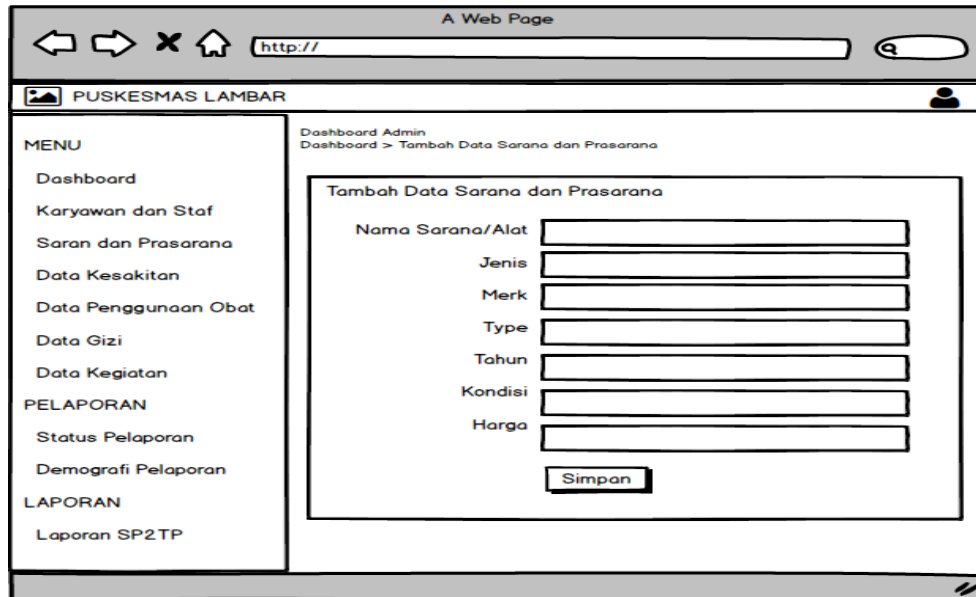 A Web Page
http://
PUSKESMAS LAMBAR
MENU
Dashboard
Karyawan dan Staf
Saran dan Prasarana
Data Kesakitan
Data Penggunaan Obat
Data Gizi
Data Kegiatan
PELAPORAN
Status Pelaporan
Demografi Pelaporan
LAPORAN
Laporan SP2TP
Dashboard Admin
Dashboard > Tambah Data Sarana dan Prasarana
Tambah Data Sarana dan Prasarana
Nama Sarana/Alat
Jenis
Merk
Type
Tahun
Kondisi
Harga
Simpan